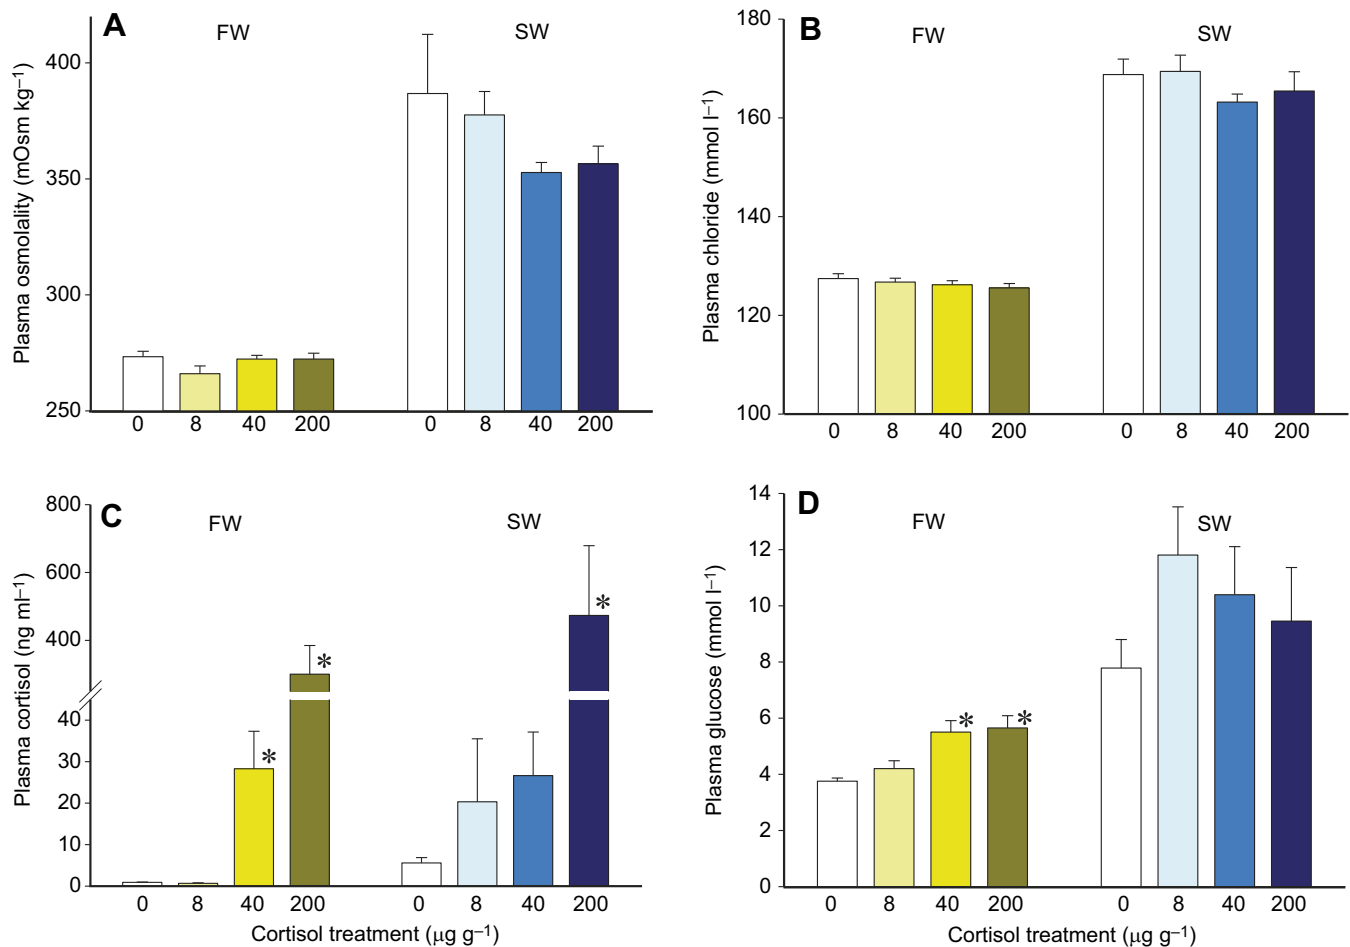 A
FW
SW
Plasma osmolality (mOsm kg⁻¹)
400
350
300
250
0 8 40 200 0 8 40 200
B
FW
SW
Plasma chloride (mmol l⁻¹)
180
160
140
120
100
0 8 40 200 0 8 40 200
C
FW
SW
Plasma cortisol (ng ml⁻¹)
800
600
400
40
30
20
10
0
* * *
0 8 40 200 0 8 40 200
Cortisol treatment (µg g⁻¹)
D
FW
SW
Plasma glucose (mmol l⁻¹)
14
12
10
8
6
4
2
0
* *
0 8 40 200 0 8 40 200
Cortisol treatment (µg g⁻¹)